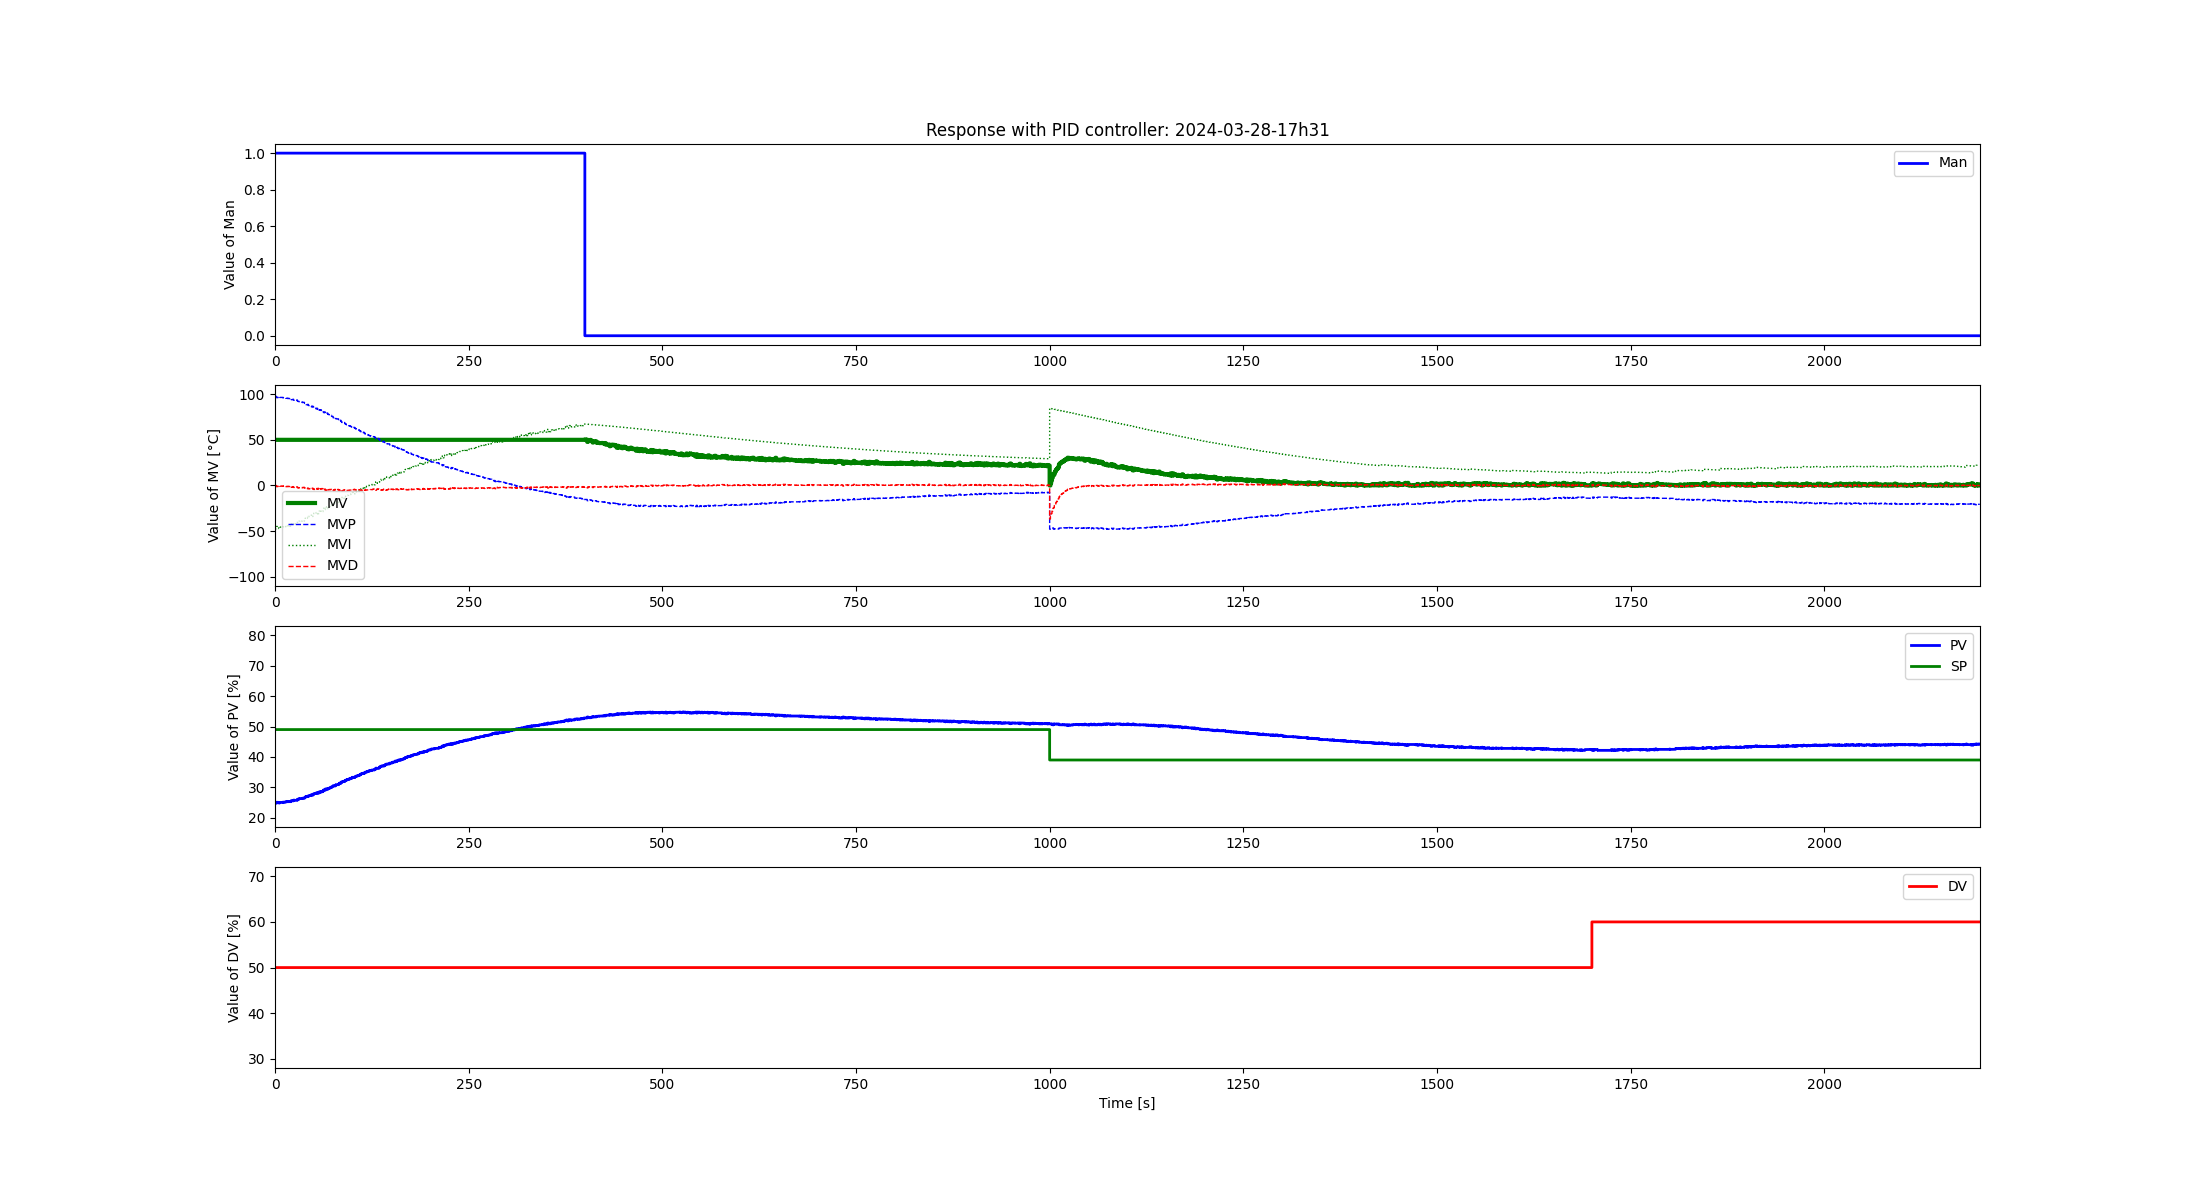 Response with PID controller: 2024-03-28-17h31
Value of Man
1.0
0.8
0.6
0.4
0.2
0.0
Man
0 250 500 750 1000 1250 1500 1750 2000
Value of MV [°C]
100
50
0
−50
−100
MV
MVP
MVI
MVD
0 250 500 750 1000 1250 1500 1750 2000
Value of PV [%]
80
70
60
50
40
30
20
PV
SP
0 250 500 750 1000 1250 1500 1750 2000
Value of DV [%]
70
60
50
40
30
DV
0 250 500 750 1000 1250 1500 1750 2000
Time [s]